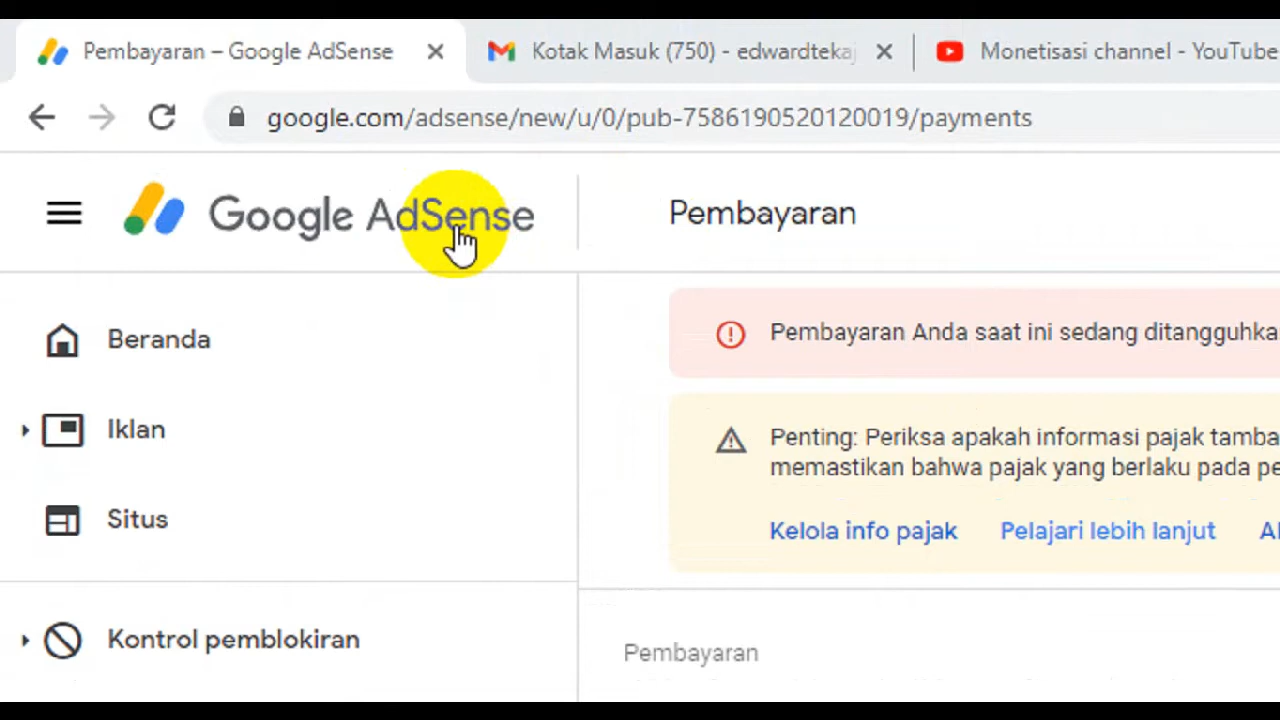 Pembayaran – Google AdSense
Kotak Masuk (750) - edwardtekaj
Monetisasi channel - YouTube
google.com/adsense/new/u/0/pub-7586190520120019/payments
Google AdSense
Pembayaran
Beranda
Iklan
Situs
Kontrol pemblokiran
Pembayaran Anda saat ini sedang ditangguhka
Penting: Periksa apakah informasi pajak tamba
memastikan bahwa pajak yang berlaku pada pe
Kelola info pajak Pelajari lebih lanjut
Pembayaran